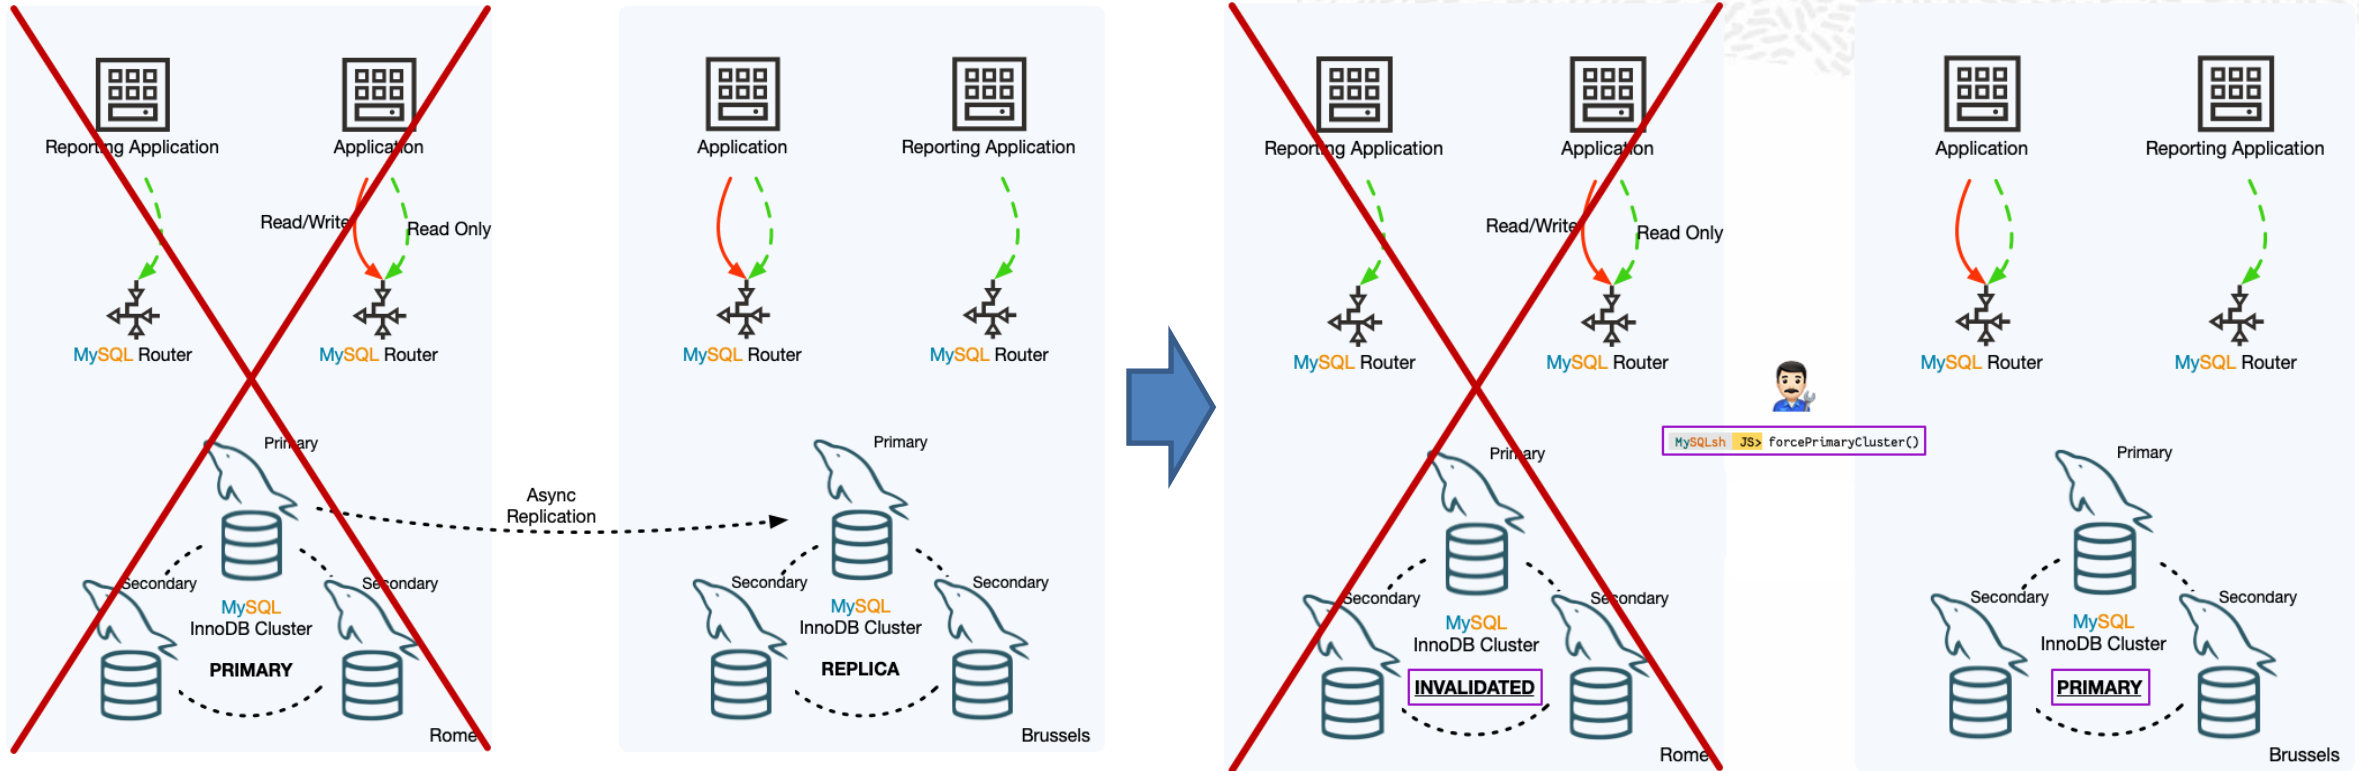 Reporting Application
Application
Read/Write
Read Only
MySQL Router
MySQL Router
Primary
Secondary
Secondary
MySQL
InnoDB Cluster
PRIMARY
Rome
Async
Replication
Application
Reporting Application
MySQL Router
MySQL Router
Primary
Secondary
Secondary
MySQL
InnoDB Cluster
REPLICA
Brussels
Reporting Application
Application
Read/Write
Read Only
MySQL Router
MySQL Router
Primary
Secondary
Secondary
MySQL
InnoDB Cluster
INVALIDATED
Rome
MySQLsh JS> forcePrimaryCluster()
Application
Reporting Application
MySQL Router
MySQL Router
Primary
Secondary
Secondary
MySQL
InnoDB Cluster
PRIMARY
Brussels